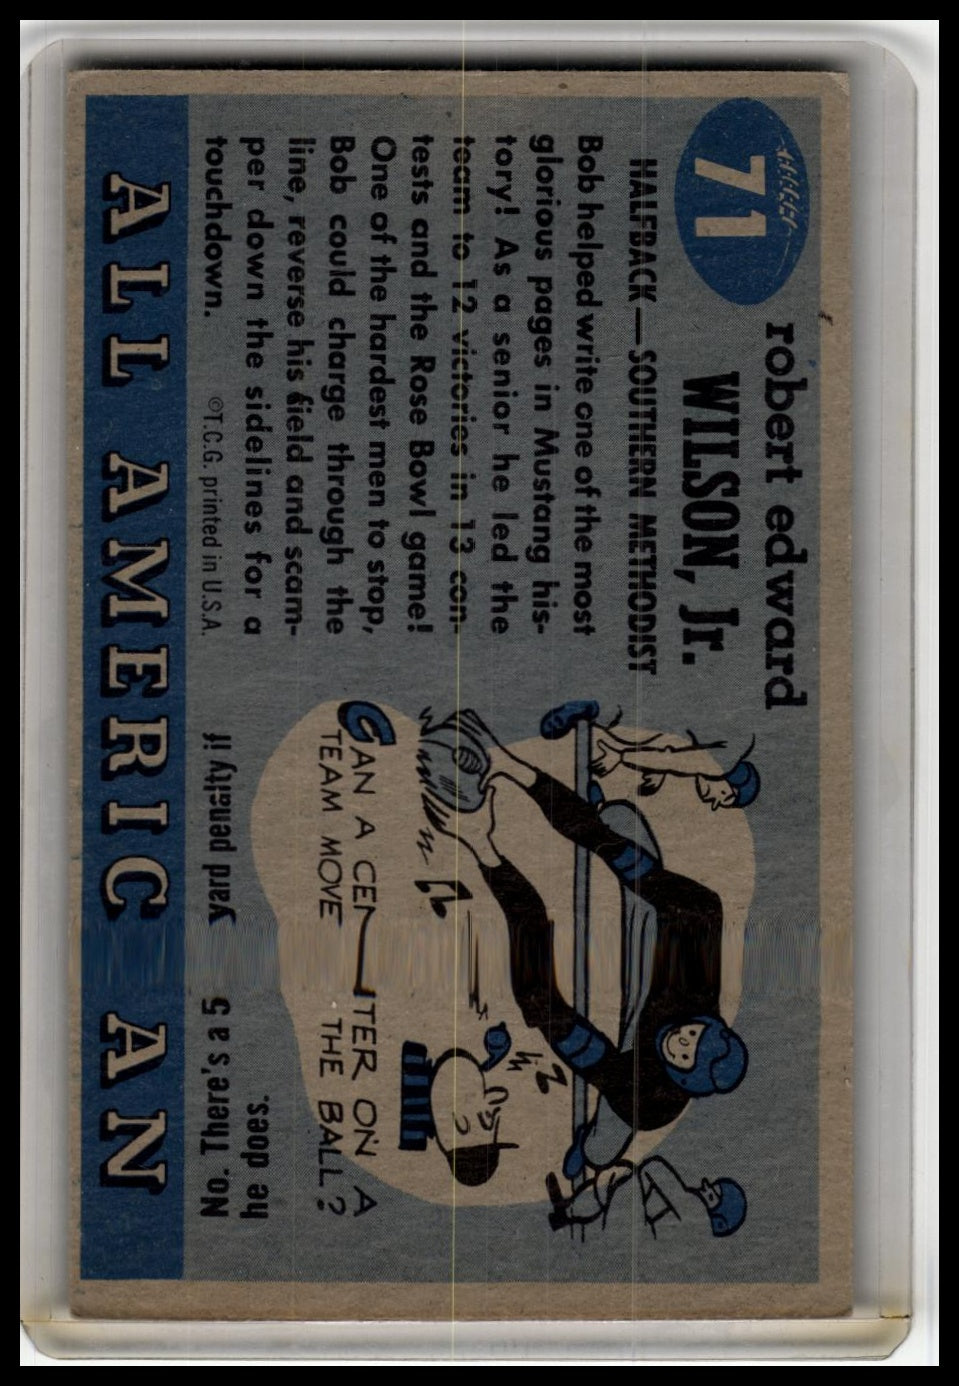 71
robert edward
WILSON, Jr.
HALFBACK—SOUTHERN METHODIST
Bob helped write one of the most
glorious pages in Mustang his-
tory! As a senior he led the
team to 12 victories in 13 con-
tests and the Rose Bowl game!
One of the hardest men to stop,
Bob could charge through the
line, reverse his field and scam-
per down the sidelines for a
touchdown.
©T.C.G. printed in U.S.A.
CAN A CEN ITER ON A
TEAM MOVE THE BALL?
No. There's a 5 yard penalty if
he does.
ALL AMERIC AN